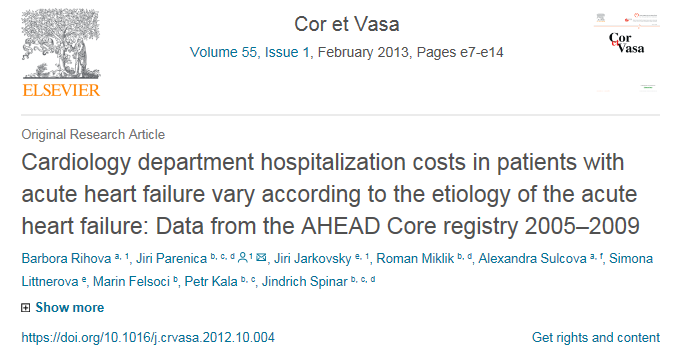 Cor et Vasa
Volume 55, Issue 1, February 2013, Pages e7-e14
ELSEVIER
Cor et Vasa
Original Research Article
Cardiology department hospitalization costs in patients with
acute heart failure vary according to the etiology of the acute
heart failure: Data from the AHEAD Core registry 2005–2009
Barbora Rihova a, 1, Jiri Parenica b, c, d 1, Jiri Jarkovsky e, 1, Roman Miklik b, d, Alexandra Sulcova a, f, Simona
Littnerova e, Marin Felsoci b, Petr Kala b, c, Jindrich Spinar b, c, d
Show more
https://doi.org/10.1016/j.crvasa.2012.10.004
Get rights and content